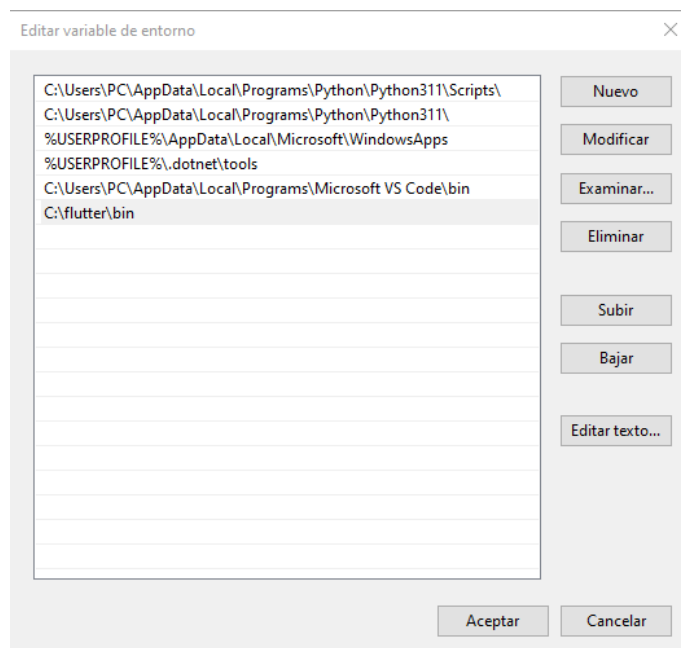 Editar variable de entorno
C:\Users\PC\AppData\Local\Programs\Python\Python311\Scripts\
C:\Users\PC\AppData\Local\Programs\Python\Python311\
%USERPROFILE%\AppData\Local\Microsoft\WindowsApps
%USERPROFILE%\.dotnet\tools
C:\Users\PC\AppData\Local\Programs\Microsoft VS Code\bin
C:\flutter\bin
Nuevo
Modificar
Examinar...
Eliminar
Subir
Bajar
Editar texto...
Aceptar
Cancelar